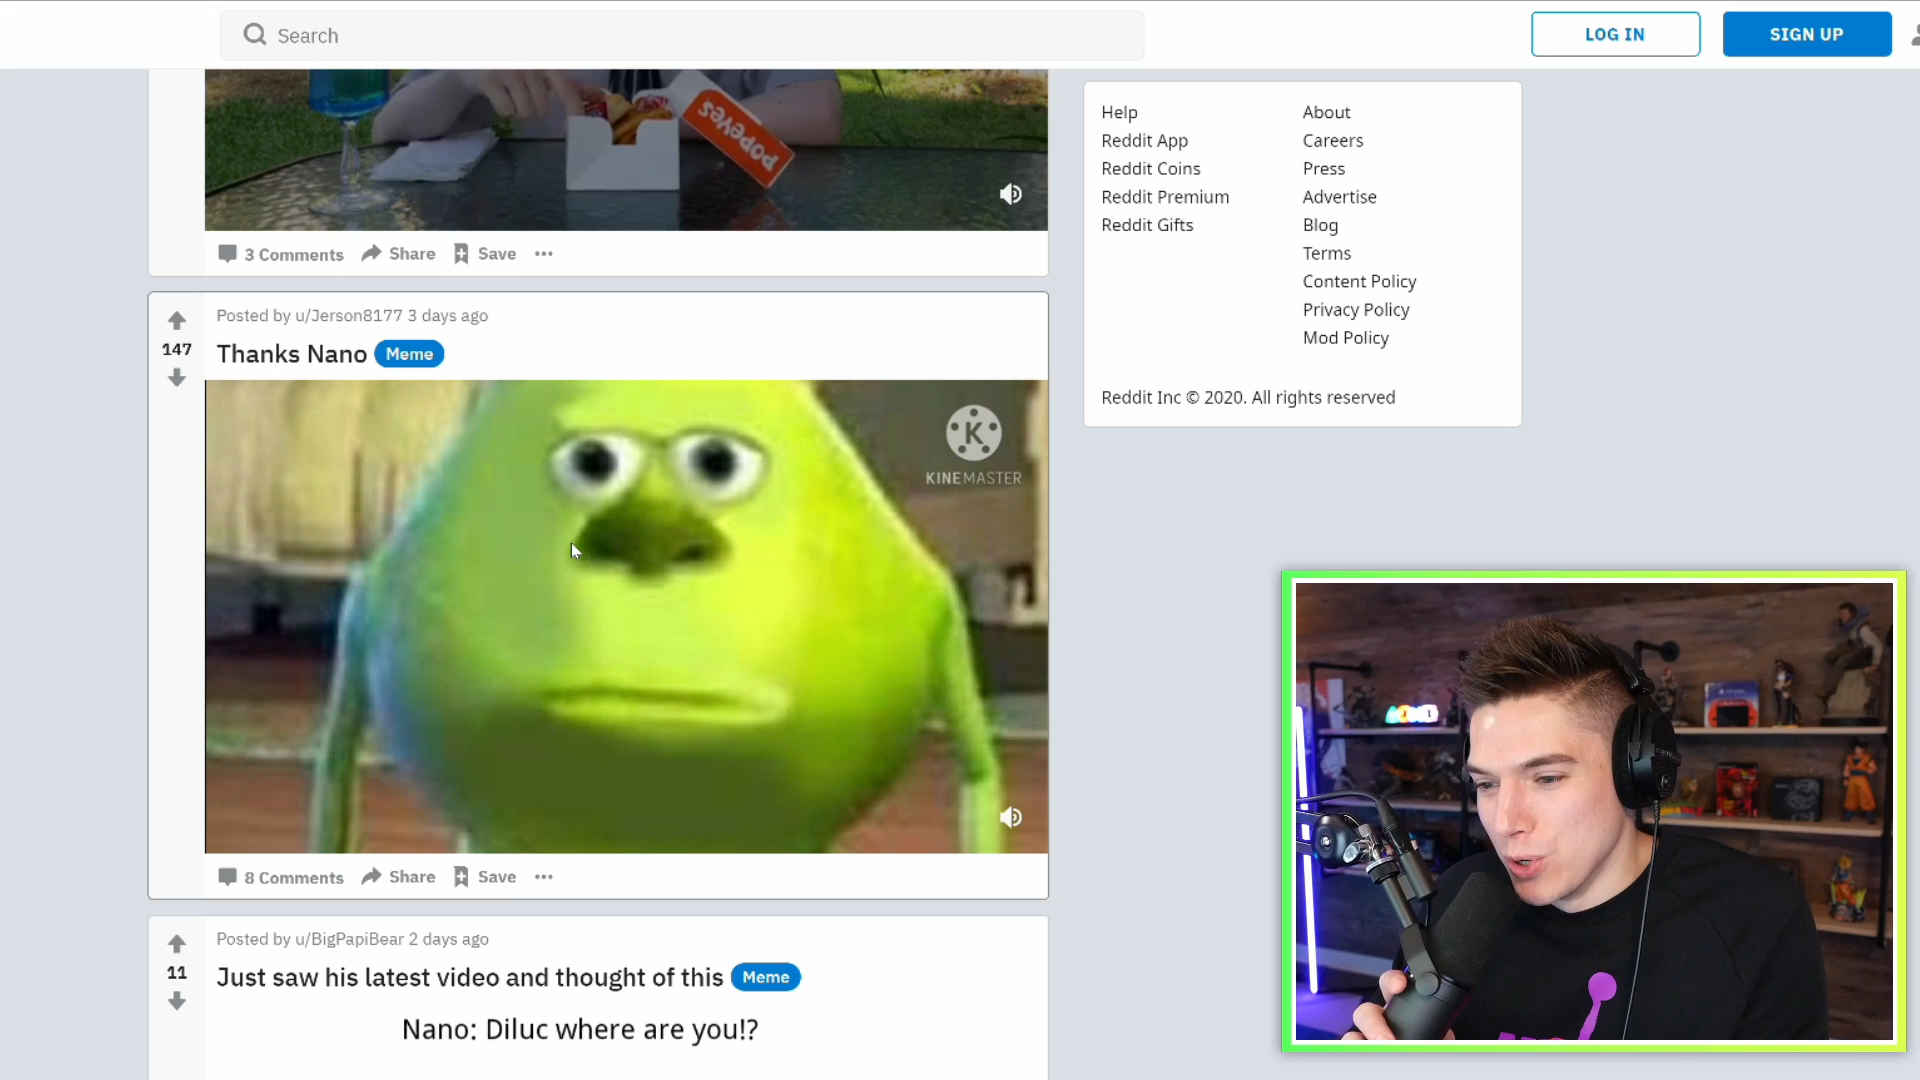 Search
LOG IN
SIGN UP
POPEYES
3 Comments
Share
Save
Posted by u/Jerson8177 3 days ago
147
Thanks Nano
Meme
K
KINEMASTER
8 Comments
Share
Save
Posted by u/BigPapiBear 2 days ago
11
Just saw his latest video and thought of this
Meme
Nano: Diluc where are you!?
Help
Reddit App
Reddit Coins
Reddit Premium
Reddit Gifts
About
Careers
Press
Advertise
Blog
Terms
Content Policy
Privacy Policy
Mod Policy
Reddit Inc © 2020. All rights reserved